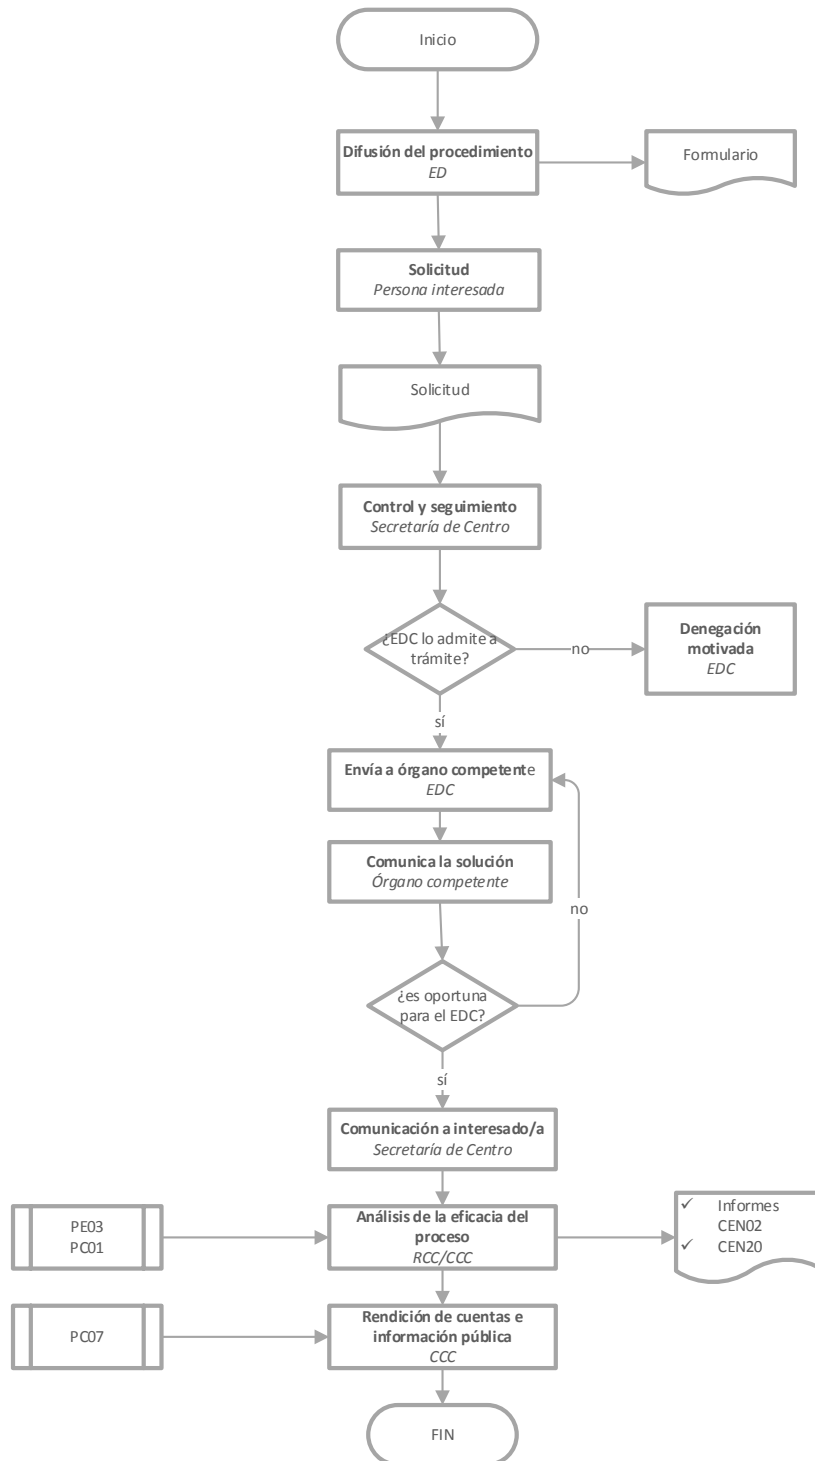 Inicio
Difusión del procedimiento
ED
Formulario
Solicitud
Persona interesada
Solicitud
Control y seguimiento
Secretaría de Centro
¿EDC lo admite a
trámite?
no
Denegación
motivada
EDC
sí
Envía a órgano competente
EDC
Comunica la solución
Órgano competente
no
¿es oportuna
para el EDC?
sí
Comunicación a interesado/a
Secretaría de Centro
PE03
PC01
Análisis de la eficacia del
proceso
RCC/CCC
✓ Informes
CEN02
✓ CEN20
PC07
Rendición de cuentas e
información pública
CCC
FIN